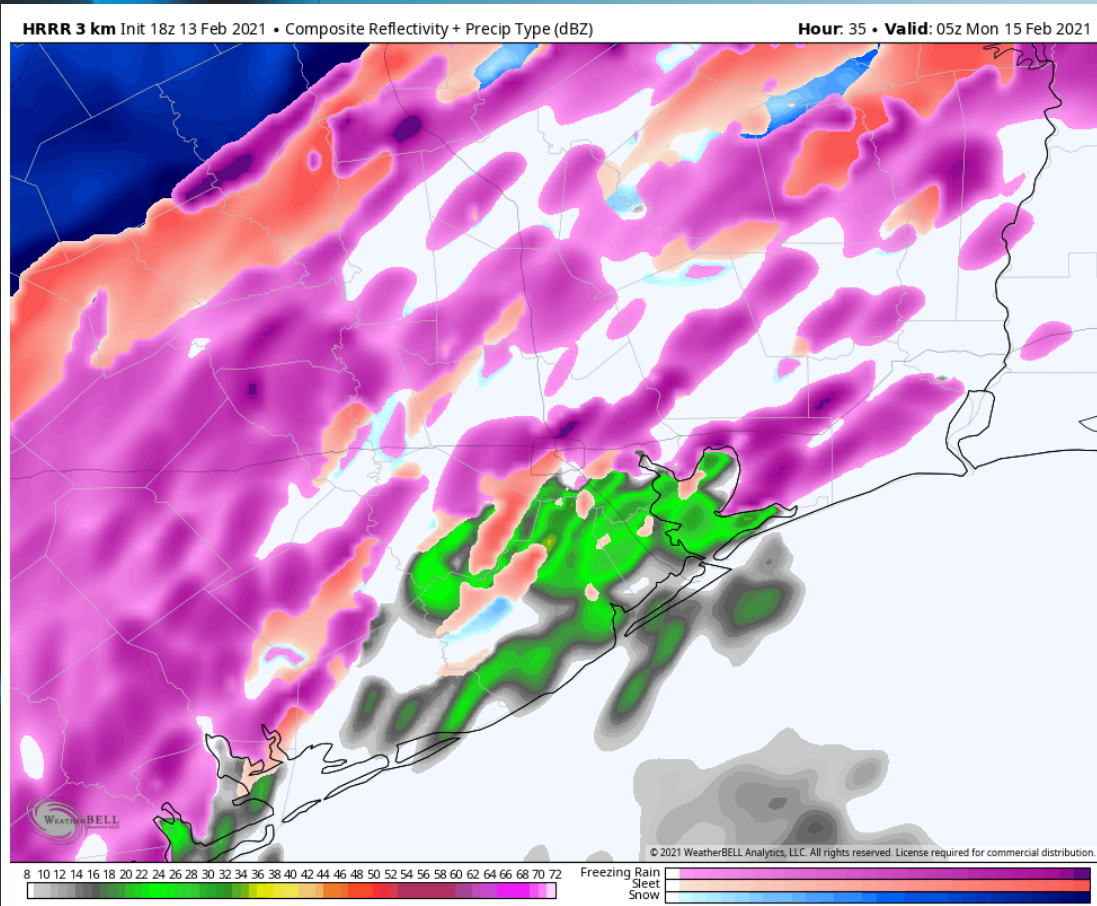 HRRR 3 km Init 18z 13 Feb 2021 • Composite Reflectivity + Precip Type (dBZ) Hour: 35 • Valid: 05z Mon 15 Feb 2021
WEATHERBELL
© 2021 WeatherBELL Analytics, LLC. All rights reserved. License required for commercial distribution.
8 10 12 14 16 18 20 22 24 26 28 30 32 34 36 38 40 42 44 46 48 50 52 54 56 58 60 62 64 66 68 70 72
Freezing Rain
Sleet
Snow